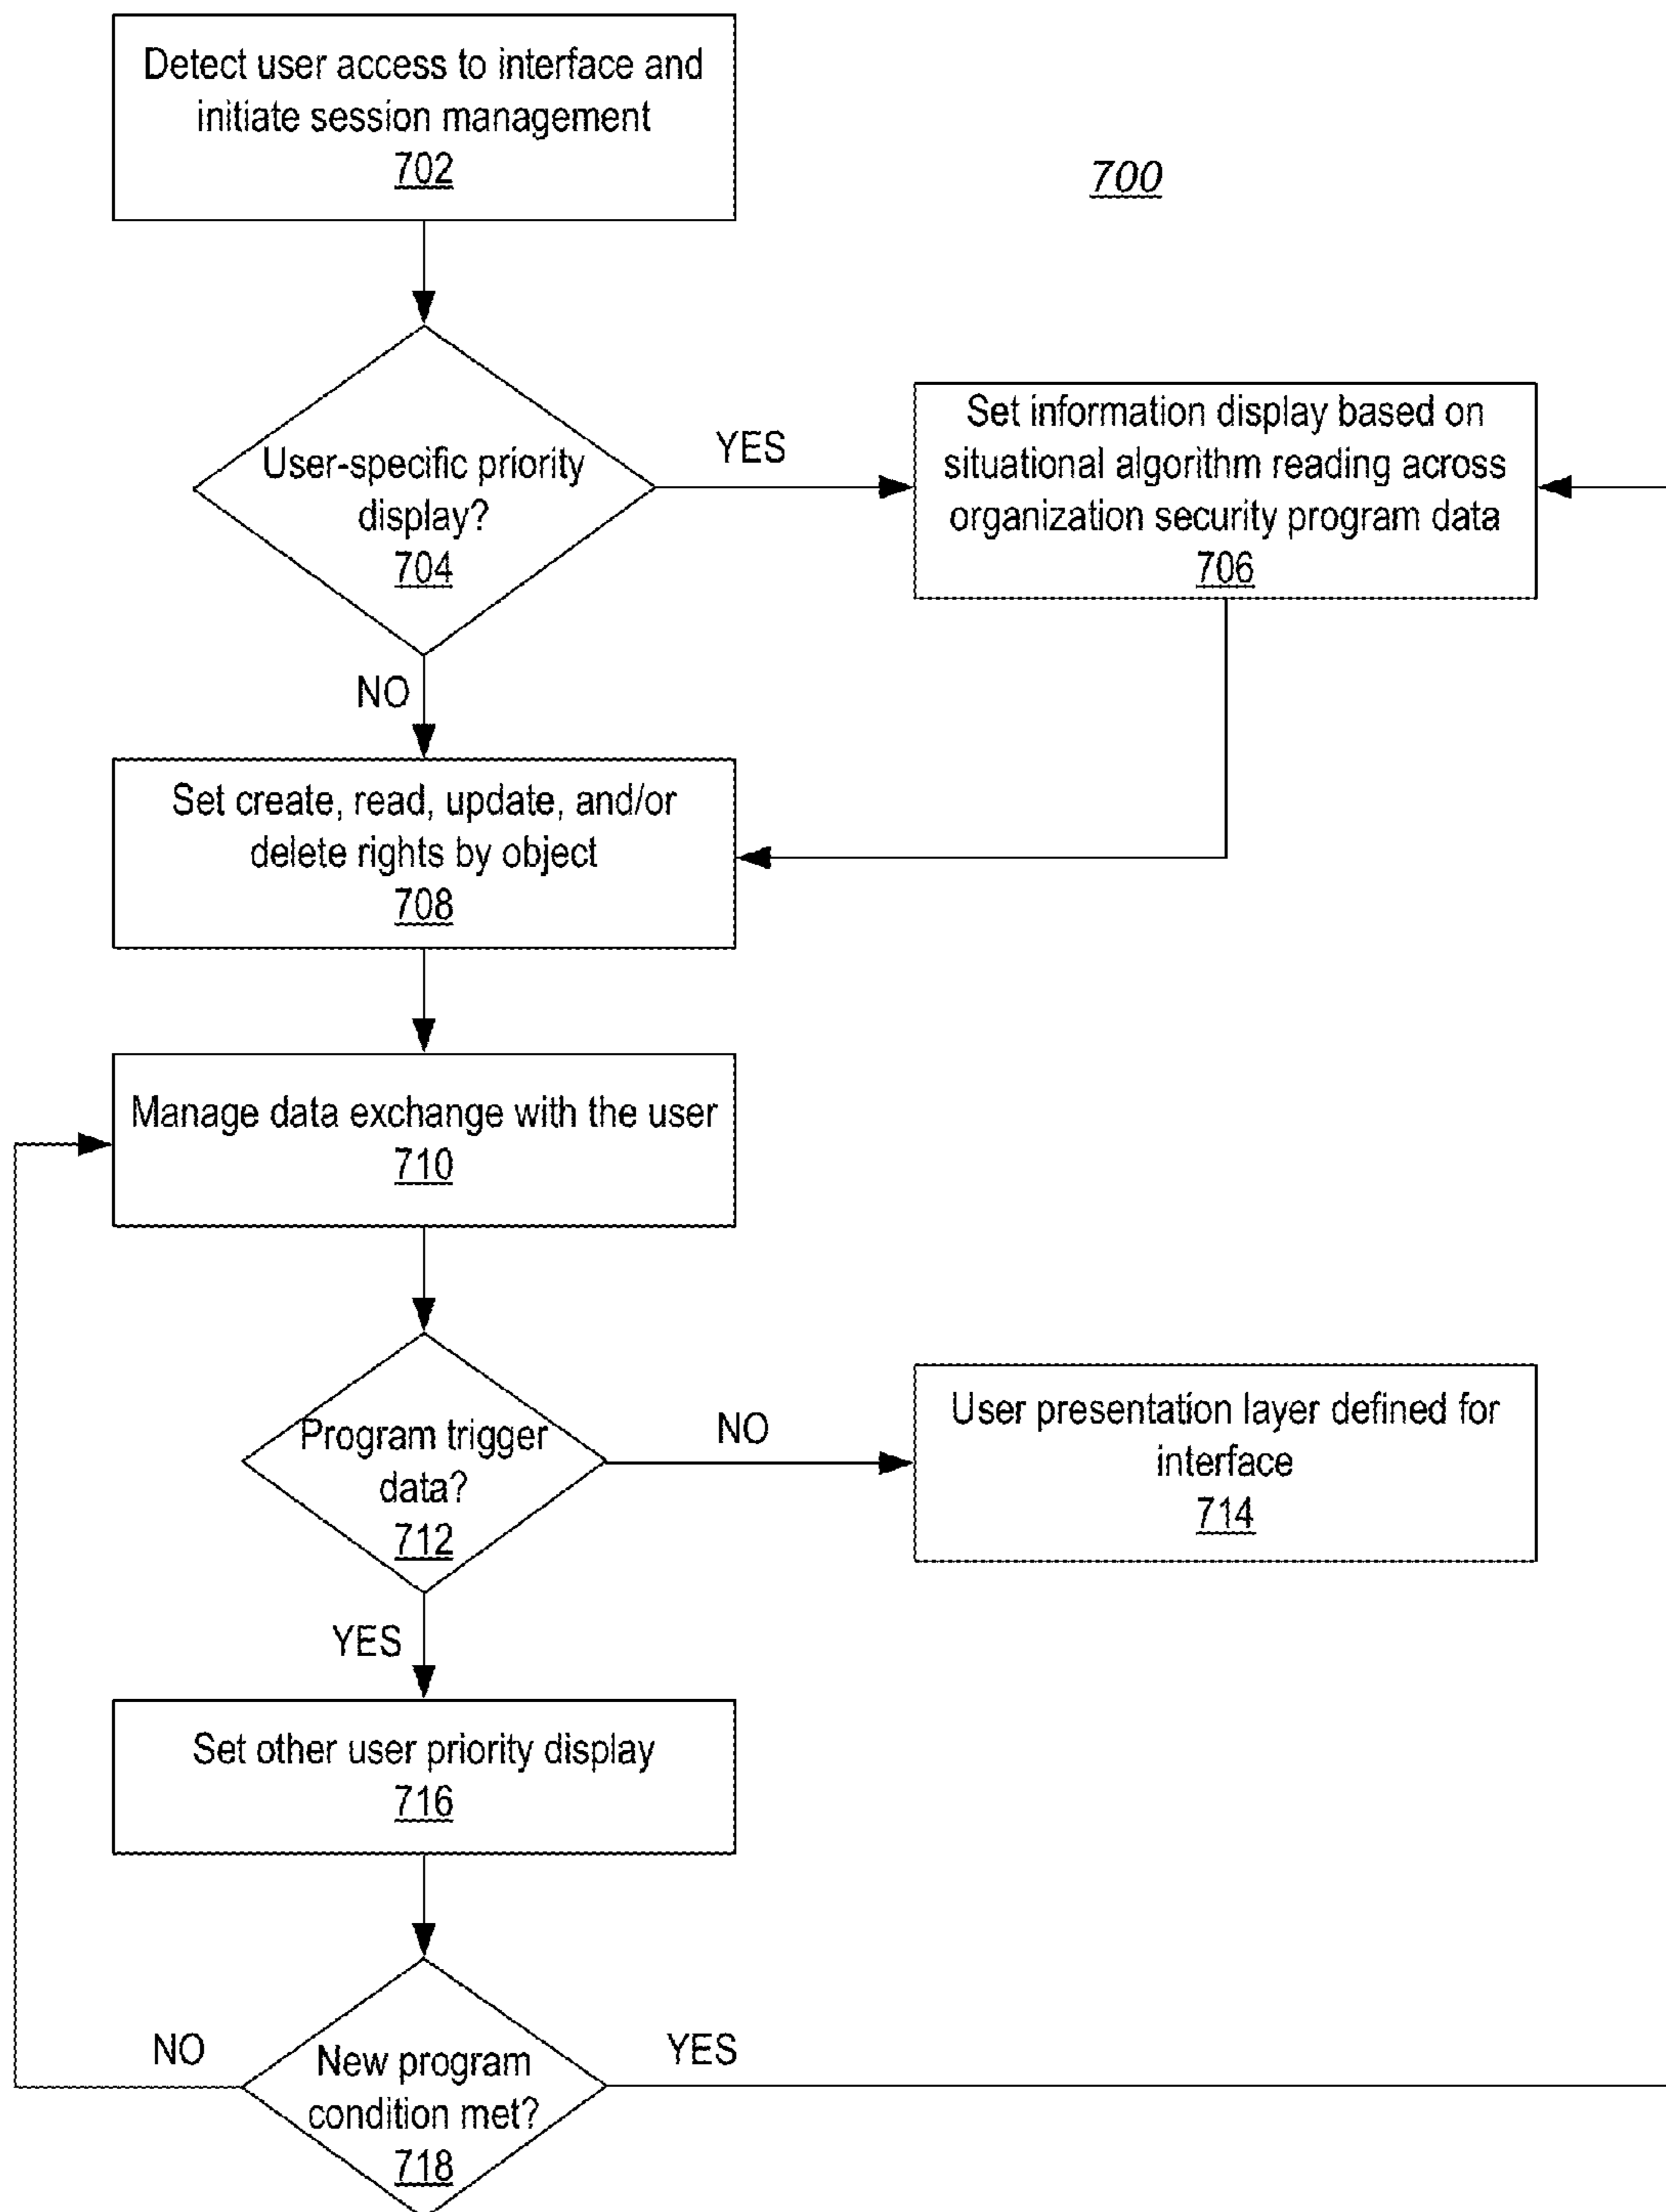 Detect user access to interface and
initiate session management
702
700
User-specific priority
display?
704
YES
NO
Set information display based on
situational algorithm reading across
organization security program data
706
Set create, read, update, and/or
delete rights by object
708
Manage data exchange with the user
710
Program trigger
data?
712
NO
YES
User presentation layer defined for
interface
714
Set other user priority display
716
New program
condition met?
718
NO
YES